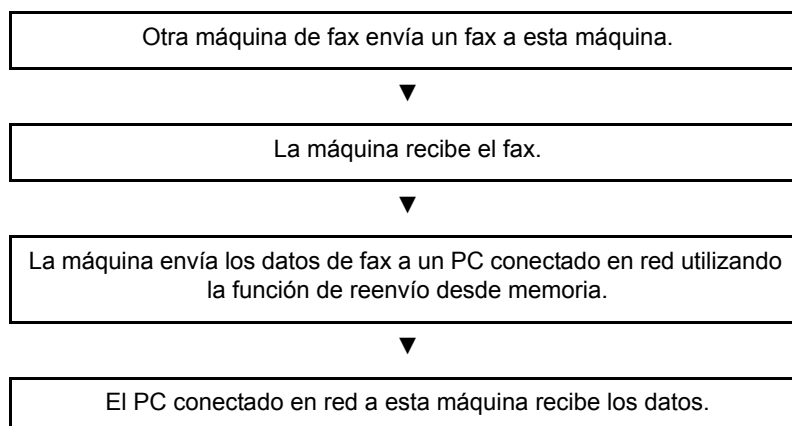 Otra máquina de fax envía un fax a esta máquina.
▼
La máquina recibe el fax.
▼
La máquina envía los datos de fax a un PC conectado en red utilizando
la función de reenvío desde memoria.
▼
El PC conectado en red a esta máquina recibe los datos.